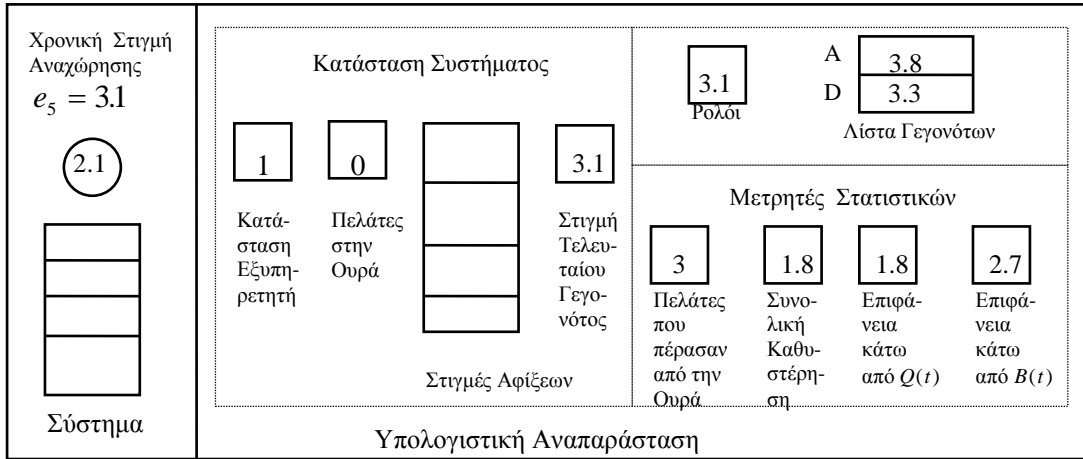 Χρονική Στιγμή
Αναχώρησης
e5 = 3.1
2.1
Σύστημα
Κατάσταση Συστήματος
1
0
3.1
Κατά-
σταση
Εξυπη-
ρετητή
Πελάτες
στην
Ουρά
Στιγμές Αφίξεων
Στιγμή
Τελευ-
ταίου
Γεγο-
νότος
3.1
Ρολόι
A 3.8
D 3.3
Λίστα Γεγονότων
Μετρητές Στατιστικών
3
1.8
1.8
2.7
Πελάτες
που
πέρασαν
από την
Ουρά
Συνο-
λική
Καθυ-
στέρη-
ση
Επιφά-
νεια
κάτω
από Q(t)
Επιφά-
νεια
κάτω
από B(t)
Υπολογιστική Αναπαράσταση